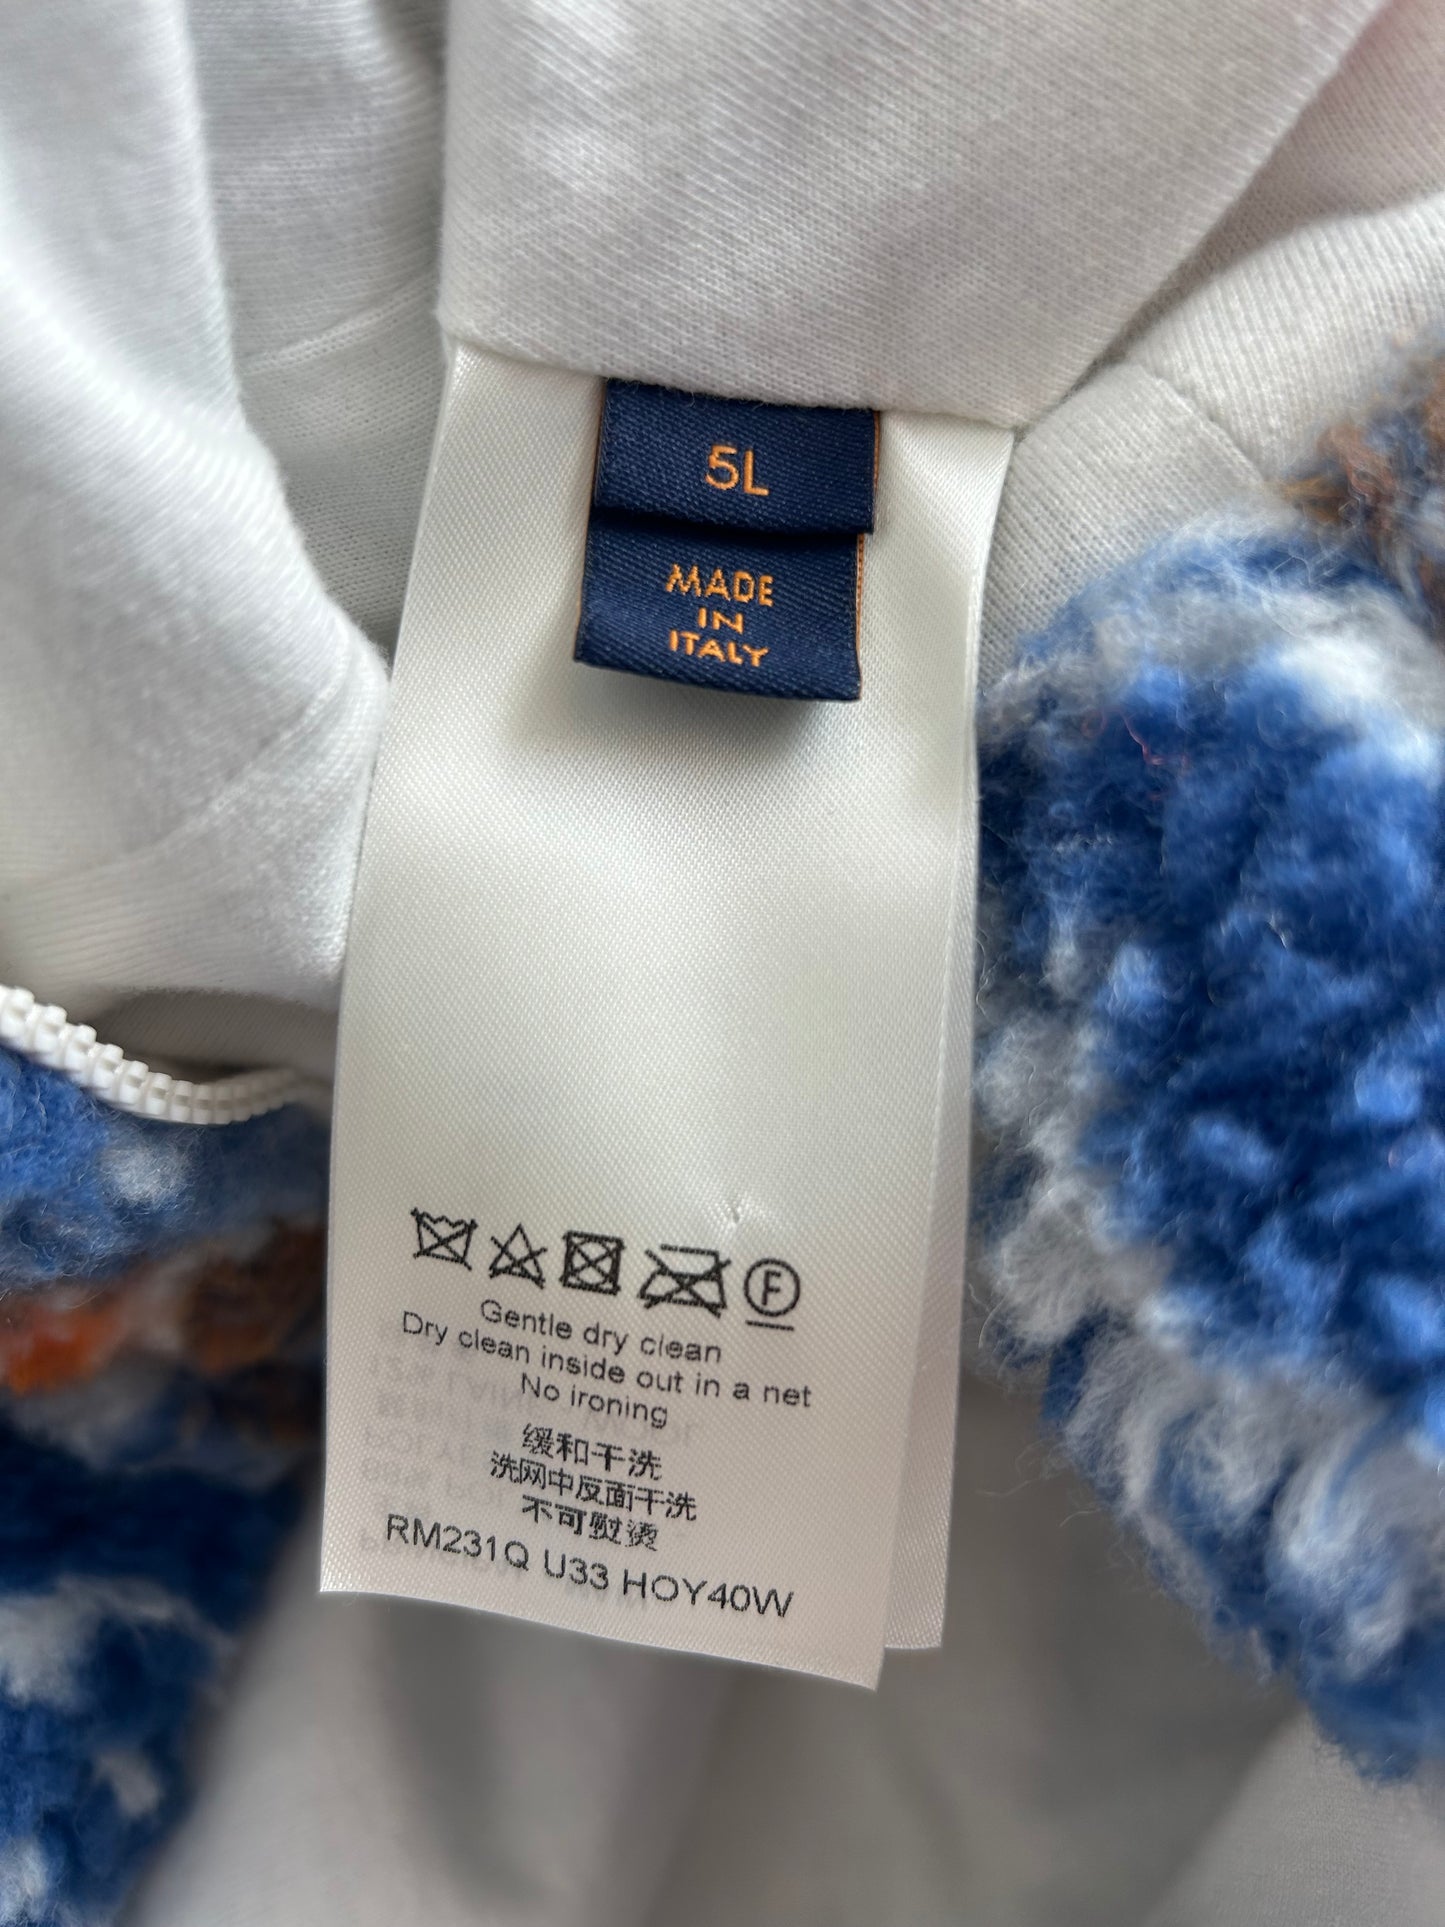 5L
MADE
IN
ITALY
F
Gentle dry clean
Dry clean inside out in a net
No ironing
缓和干洗
洗网中反面干洗
不可熨烫
RM231Q U33 HOY40W